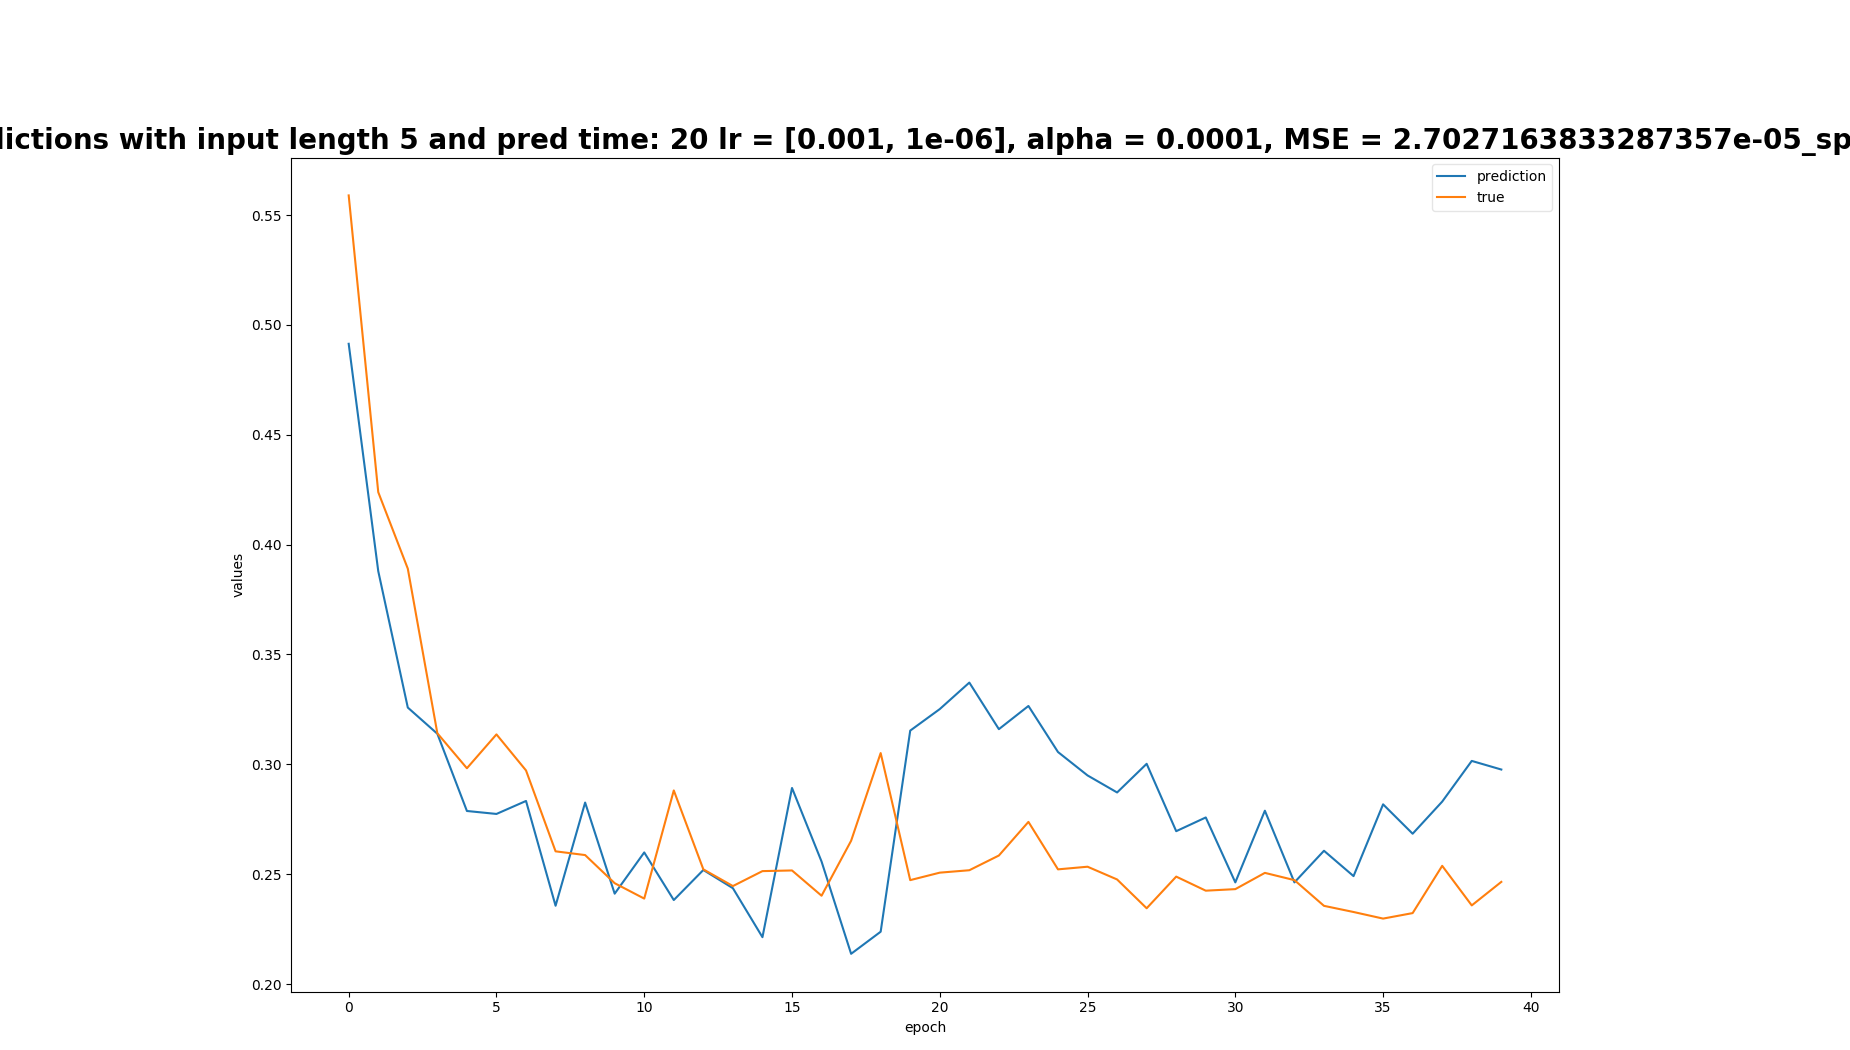 dictions with input length 5 and pred time: 20 lr = [0.001, 1e-06], alpha = 0.0001, MSE = 2.7027163833287357e-05_sp
prediction
true
0.55
0.50
0.45
0.40
0.35
0.30
0.25
0.20
values
0 5 10 15 20 25 30 35 40
epoch